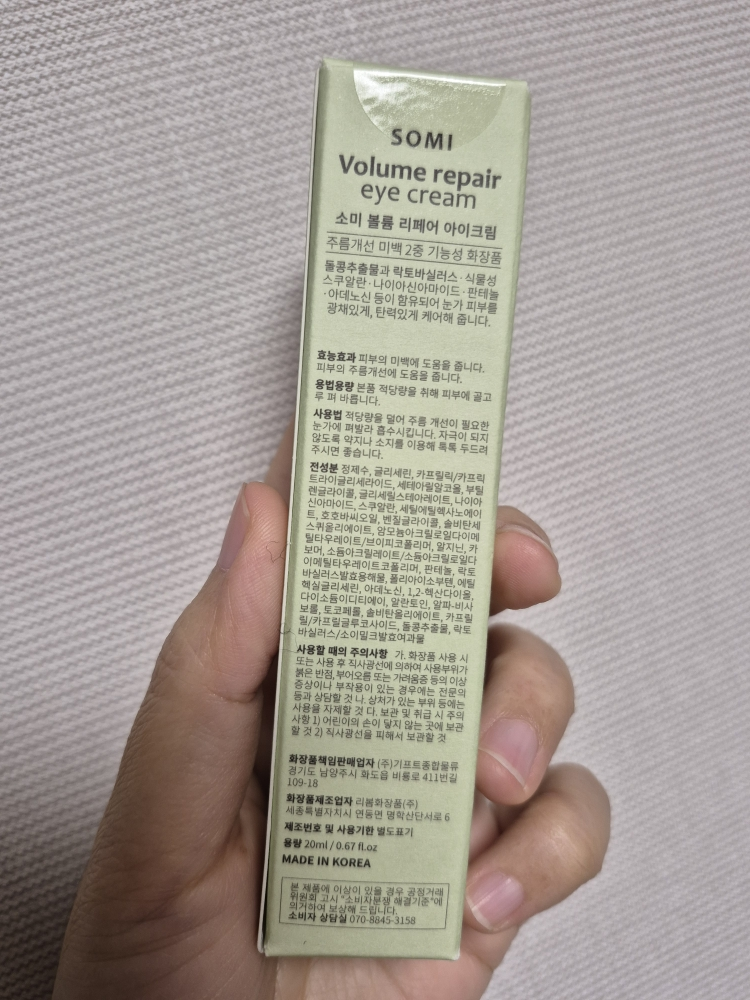 SOMI
Volume repair
eye cream
소미 볼륨 리페어 아이크림
주름개선 미백 2중 기능성 화장품
돌콩추출물과 락토바실러스·식물성
스쿠알란·나이아신아마이드·판테놀
·아데노신 등이 함유되어 눈가 피부를
광채있게, 탄력있게 케어해 줍니다.
효능효과 피부의 미백에 도움을 줍니다.
피부의 주름개선에 도움을 줍니다.
용법용량 본품 적당량을 취해 피부에 골고
루 펴 바릅니다.
사용법 적당량을 덜어 주름 개선이 필요한
눈가에 펴발라 흡수시킵니다. 자극이 되지
않도록 약지나 소지를 이용해 톡톡 두드려
주시면 좋습니다.
전성분 정제수, 글리세린, 카프릴릭/카프릭
트라이글리세라이드, 세테아릴알코올, 부틸
렌글라이콜, 글리세릴스테아레이트, 나이아
신아마이드, 스쿠알란, 세틸에틸헥사노에이
트, 호호바씨오일, 벤질글라이콜, 솔비탄세
스퀴올리에이트, 암모늄아크릴로일다이메
틸타우레이트/브이피코폴리머, 알지닌, 카
보머, 소듐아크릴레이트/소듐아크릴로일다
이메틸타우레이트코폴리머, 판테놀, 락토
바실러스발효용해물, 폴리아이소부텐, 에틸
헥실글리세린, 아데노신, 1,2-헥산다이올,
다이소듐이디티에이, 알란토인, 알파-비사
보롤, 토코페롤, 솔비탄올리에이트, 카프릴
릴/카프릴글루코사이드, 돌콩추출물, 락토
바실러스/소이밀크발효여과물
사용할 때의 주의사항 가. 화장품 사용 시
또는 사용 후 직사광선에 의하여 사용부위가
붉은 반점, 부어오름 또는 가려움증 등의 이상
증상이나 부작용이 있는 경우에는 전문의
등과 상담할 것 나. 상처가 있는 부위 등에는
사용을 자제할 것 다. 보관 및 취급 시 주의
사항 1) 어린이의 손이 닿지 않는 곳에 보관
할 것 2) 직사광선을 피해서 보관할 것
화장품책임판매업자 (주)기프트종합물류
경기도 남양주시 화도읍 비룡로 411번길
109-18
화장품제조업자 리봄화장품(주)
세종특별자치시 연동면 명학산단서로 6
제조번호 및 사용기한 별도표기
용량 20ml / 0.67 fl.oz
MADE IN KOREA
본 제품에 이상이 있을 경우 공정거래
위원회 고시 "소비자분쟁 해결기준"에
의거하여 보상해 드립니다.
소비자 상담실 070-8845-3158